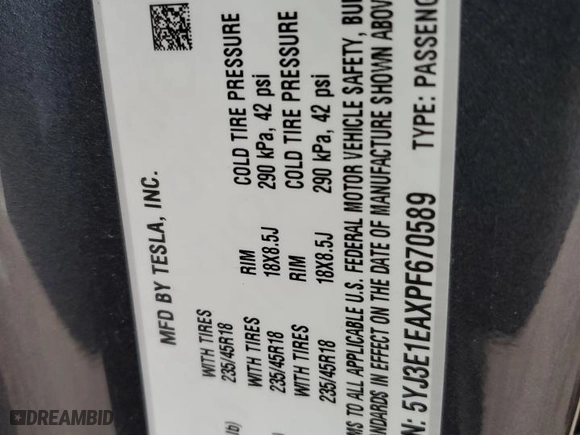 MFD BY TESLA, INC.
WITH TIRES
235/45R18
WITH TIRES RIM COLD TIRE PRESSURE
235/45R18 18X8.5J 290 kPa, 42 psi
WITH TIRES RIM COLD TIRE PRESSURE
235/45R18 18X8.5J 290 kPa, 42 psi
MS TO ALL APPLICABLE U.S. FEDERAL MOTOR VEHICLE SAFETY, BU
NDARDS IN EFFECT ON THE DATE OF MANUFACTURE SHOWN ABOV
N: 5YJ3E1EAXPF670589 TYPE: PASSENG
DREAMBID